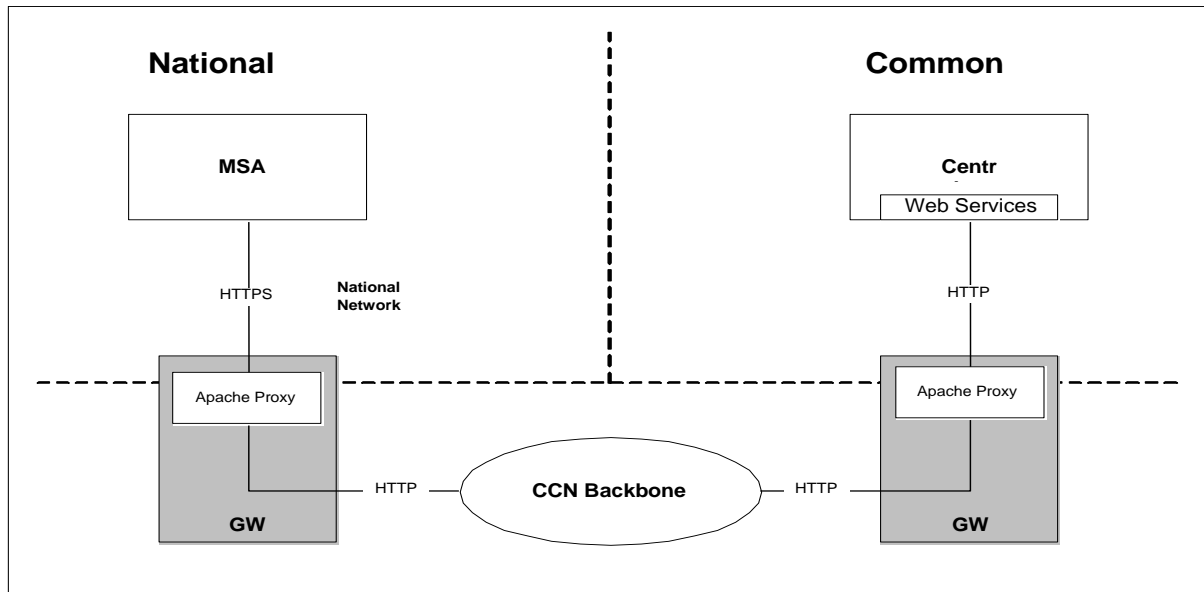 National
Common
MSA
Centr
Web Services
HTTPS
National
Network
HTTP
Apache Proxy
Apache Proxy
HTTP
CCN Backbone
HTTP
GW
GW